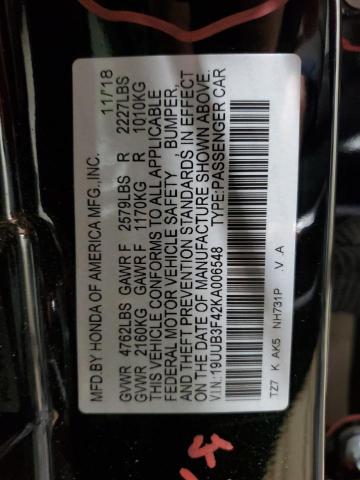 MFD.BY HONDA OF AMERICA MFG.,INC. 11/18
GVWR 4762LBS GAWR F 2579LBS R 2227LBS
GVWR 2160KG GAWR F 1170KG R 1010KG
THIS VEHICLE CONFORMS TO ALL APPLICABLE
FEDERAL MOTOR VEHICLE SAFETY, BUMPER,
AND THEFT PREVENTION STANDARDS IN EFFECT
ON THE DATE OF MANUFACTURE SHOWN ABOVE.
VIN:19UUB3F42KA006548 TYPE:PASSENGER CAR
TZ7 K AK5 NH731P .V .A